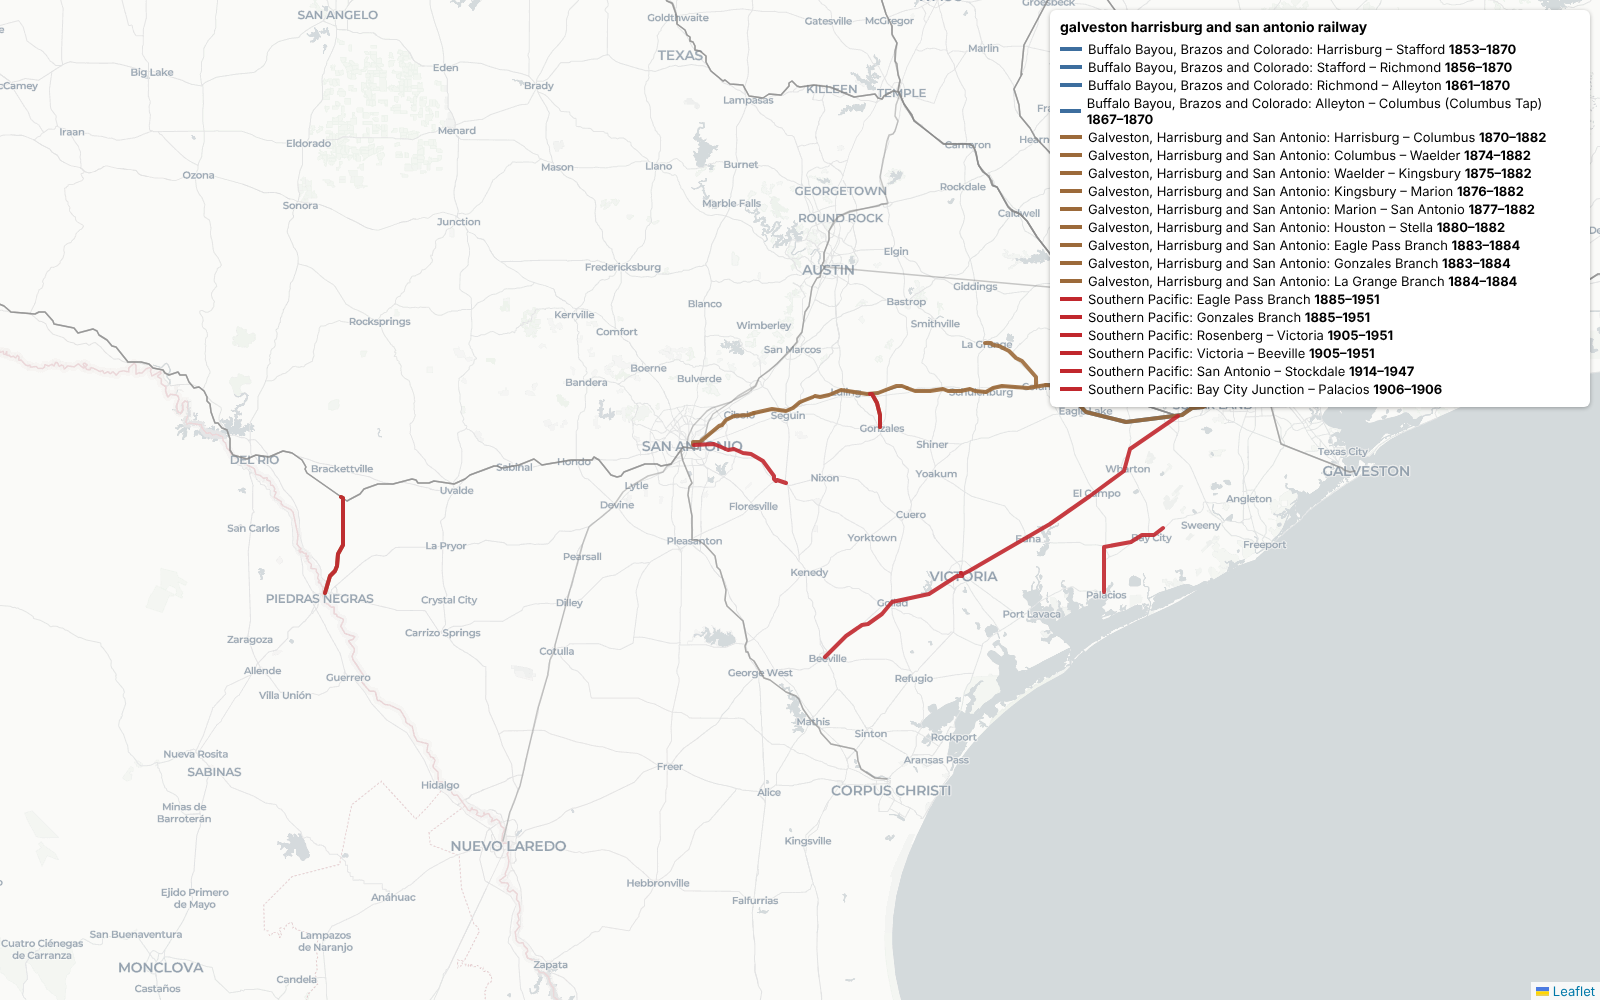 galveston harrisburg and san antonio railway
Buffalo Bayou, Brazos and Colorado: Harrisburg – Stafford 1853–1870
Buffalo Bayou, Brazos and Colorado: Stafford – Richmond 1856–1870
Buffalo Bayou, Brazos and Colorado: Richmond – Alleyton 1861–1870
Buffalo Bayou, Brazos and Colorado: Alleyton – Columbus (Columbus Tap)
1867–1870
Galveston, Harrisburg and San Antonio: Harrisburg – Columbus 1870–1882
Galveston, Harrisburg and San Antonio: Columbus – Waelder 1874–1882
Galveston, Harrisburg and San Antonio: Waelder – Kingsbury 1875–1882
Galveston, Harrisburg and San Antonio: Kingsbury – Marion 1876–1882
Galveston, Harrisburg and San Antonio: Marion – San Antonio 1877–1882
Galveston, Harrisburg and San Antonio: Houston – Stella 1880–1882
Galveston, Harrisburg and San Antonio: Eagle Pass Branch 1883–1884
Galveston, Harrisburg and San Antonio: Gonzales Branch 1883–1884
Galveston, Harrisburg and San Antonio: La Grange Branch 1884–1884
Southern Pacific: Eagle Pass Branch 1885–1951
Southern Pacific: Gonzales Branch 1885–1951
Southern Pacific: Rosenberg – Victoria 1905–1951
Southern Pacific: Victoria – Beeville 1905–1951
Southern Pacific: San Antonio – Stockdale 1914–1947
Southern Pacific: Bay City Junction – Palacios 1906–1906
SAN ANGELO
Goldthwaite
Gatesville
McGregor
Groesbeck
TEXAS
Marlin
Big Lake
Eden
Brady
Lampasas
KILLEEN
TEMPLE
McCamey
Iraan
Menard
Eldorado
Cameron
Hearn
Ozona
Mason
Llano
Burnet
GEORGETOWN
Rockdale
Sonora
Marble Falls
ROUND ROCK
Caldwell
Junction
Elgin
Fredericksburg
AUSTIN
Giddings
Blanco
Bastrop
Kerrville
Rocksprings
Comfort
Wimberley
Smithville
San Marcos
La Grange
Boerne
Bulverde
Bandera
Luling
Schulenburg
Cibolo
Seguin
Eagle Lake
SUGAR LAND
Gonzales
SAN ANTONIO
Shiner
Texas City
DEL RIO
Brackettville
Sabinal
Hondo
Wharton
GALVESTON
Nixon
Yoakum
Uvalde
Lytle
El Campo
Angleton
Devine
Floresville
Cuero
San Carlos
Sweeny
La Pryor
Pearsall
Pleasanton
Yorktown
Edna
Bay City
Freeport
Kenedy
VICTORIA
PIEDRAS NEGRAS
Crystal City
Dilley
Goliad
Palacios
Port Lavaca
Zaragoza
Carrizo Springs
Cotulla
Beeville
Allende
Guerrero
George West
Refugio
Villa Unión
Mathis
Sinton
Rockport
Nueva Rosita
Freer
Aransas Pass
SABINAS
Hidalgo
Alice
CORPUS CHRISTI
Minas de
Barroterán
Kingsville
NUEVO LAREDO
Hebbronville
Ejido Primero
de Mayo
Anáhuac
Falfurrias
San Buenaventura
Cuatro Ciénegas
de Carranza
Lampazos
de Naranjo
MONCLOVA
Zapata
Candela
Castaños
Leaflet